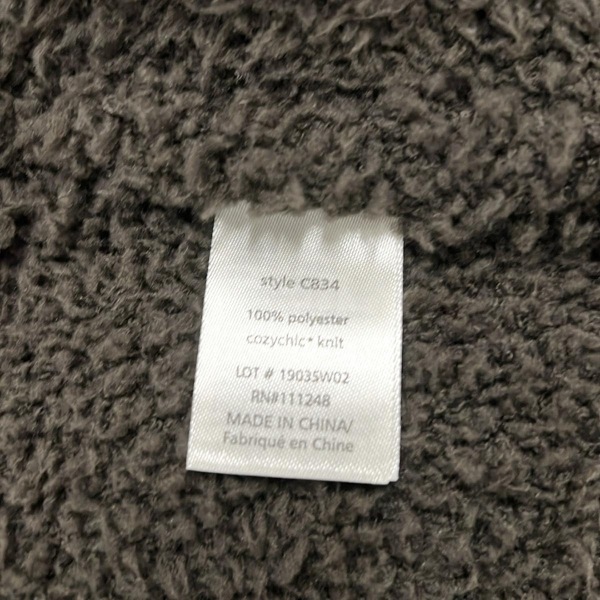 style C834
100% polyester
cozychic® knit
LOT # 19035W02
RN#111248
MADE IN CHINA/
Fabriqué en Chine